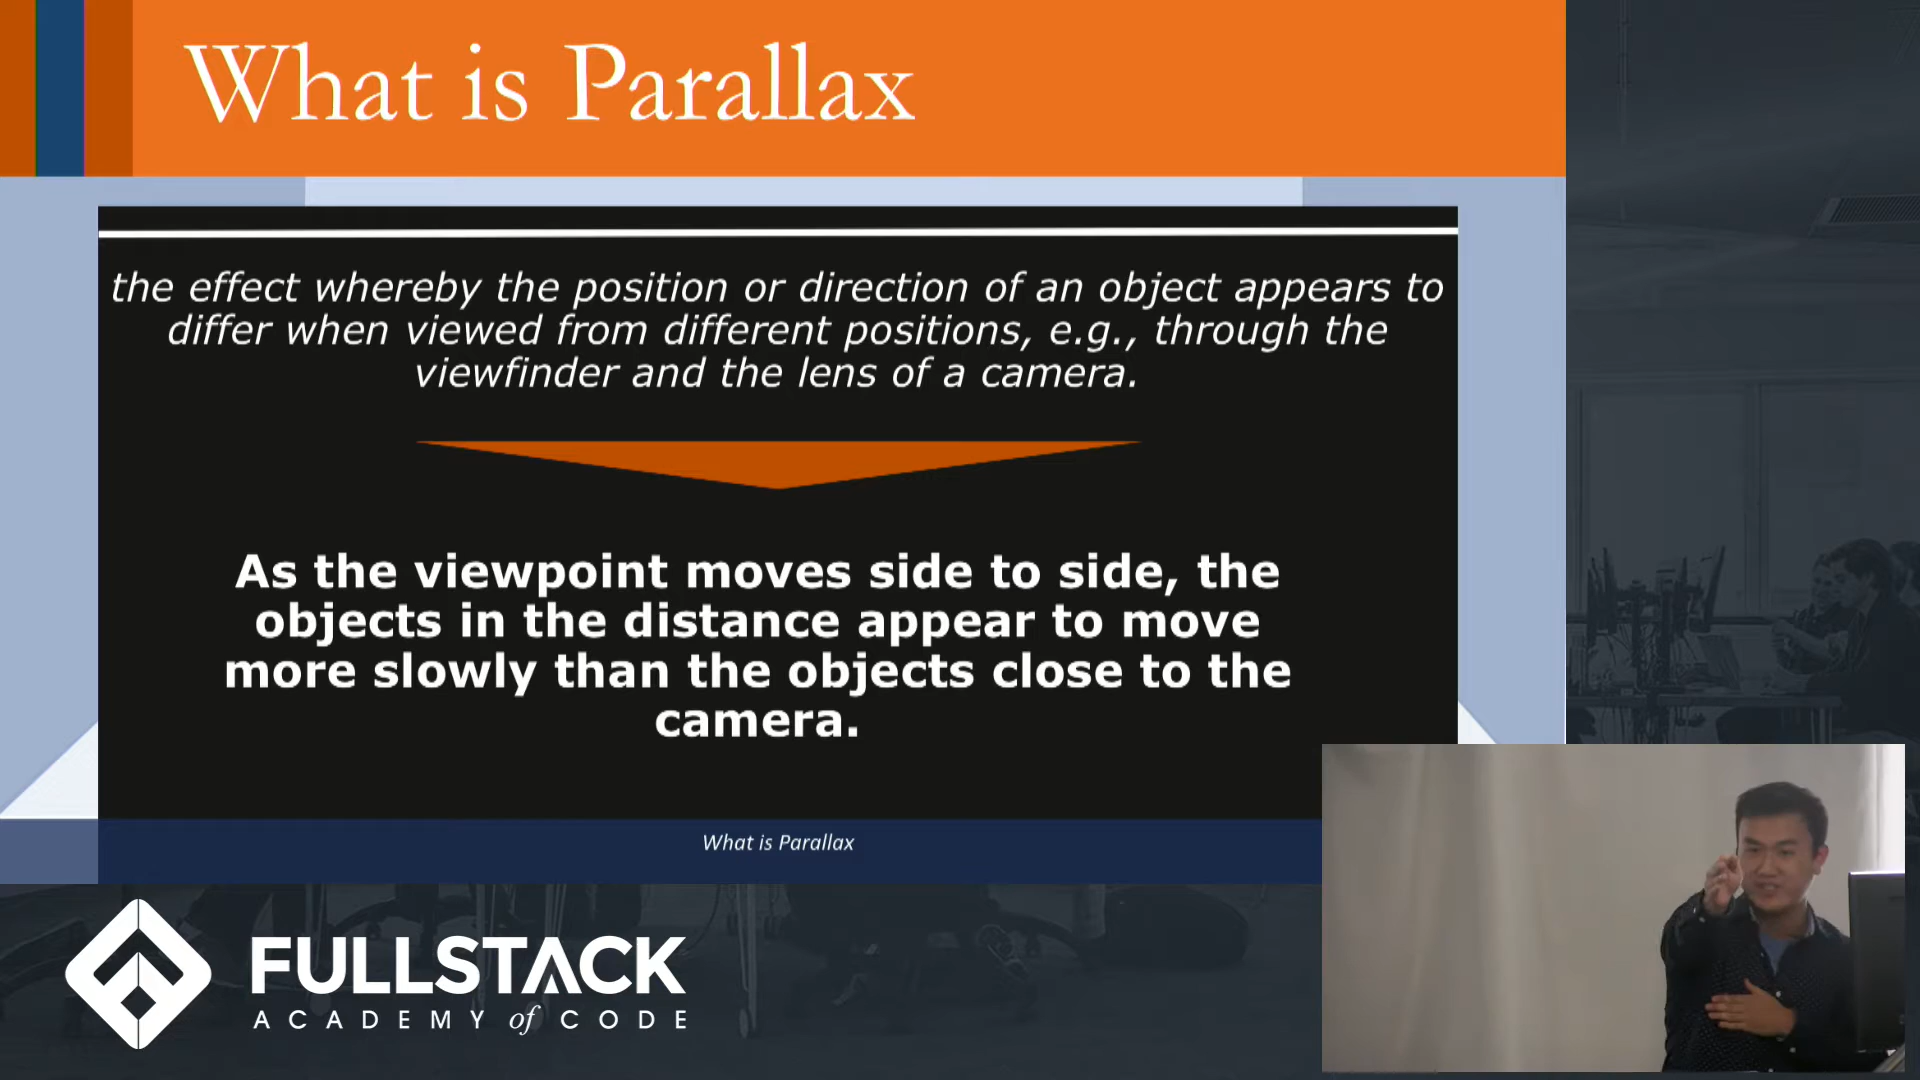 What is Parallax
the effect whereby the position or direction of an object appears to
differ when viewed from different positions, e.g., through the
viewfinder and the lens of a camera.
As the viewpoint moves side to side, the
objects in the distance appear to move
more slowly than the objects close to the
camera.
What is Parallax
FULLSTACK
ACADEMY of CODE